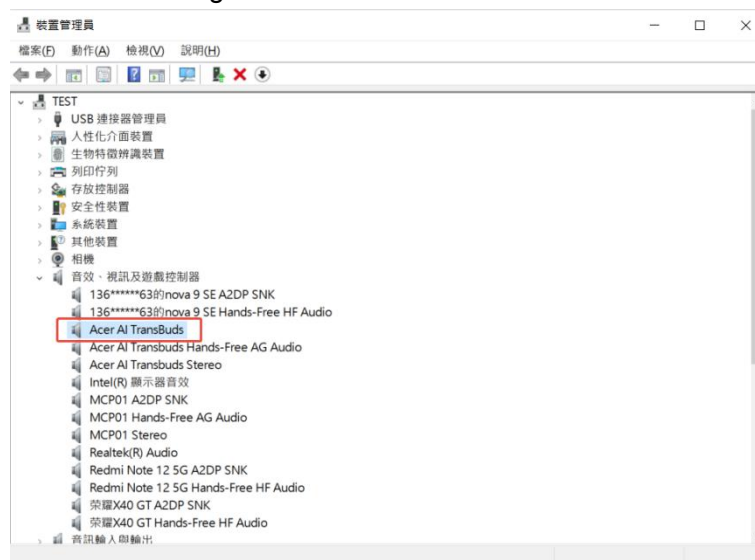 裝置管理員
檔案(F) 動作(A) 檢視(V) 說明(H)
TEST
USB 連接器管理員
人性化介面裝置
生物特徵辨識裝置
列印佇列
存放控制器
安全性裝置
系統裝置
其他裝置
相機
音效、視訊及遊戲控制器
136******63的nova 9 SE A2DP SNK
136******63的nova 9 SE Hands-Free HF Audio
Acer AI TransBuds
Acer AI Transbuds Hands-Free AG Audio
Acer AI Transbuds Stereo
Intel(R) 顯示器音效
MCP01 A2DP SNK
MCP01 Hands-Free AG Audio
MCP01 Stereo
Realtek(R) Audio
Redmi Note 12 5G A2DP SNK
Redmi Note 12 5G Hands-Free HF Audio
荣耀X40 GT A2DP SNK
荣耀X40 GT Hands-Free HF Audio
音訊輸入與輸出